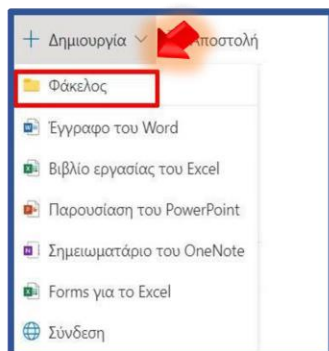 + Δημιουργία Αποστολή
Φάκελος
Έγγραφο του Word
Βιβλίο εργασίας του Excel
Παρουσίαση του PowerPoint
Σημειωματάριο του OneNote
Forms για το Excel
Σύνδεση